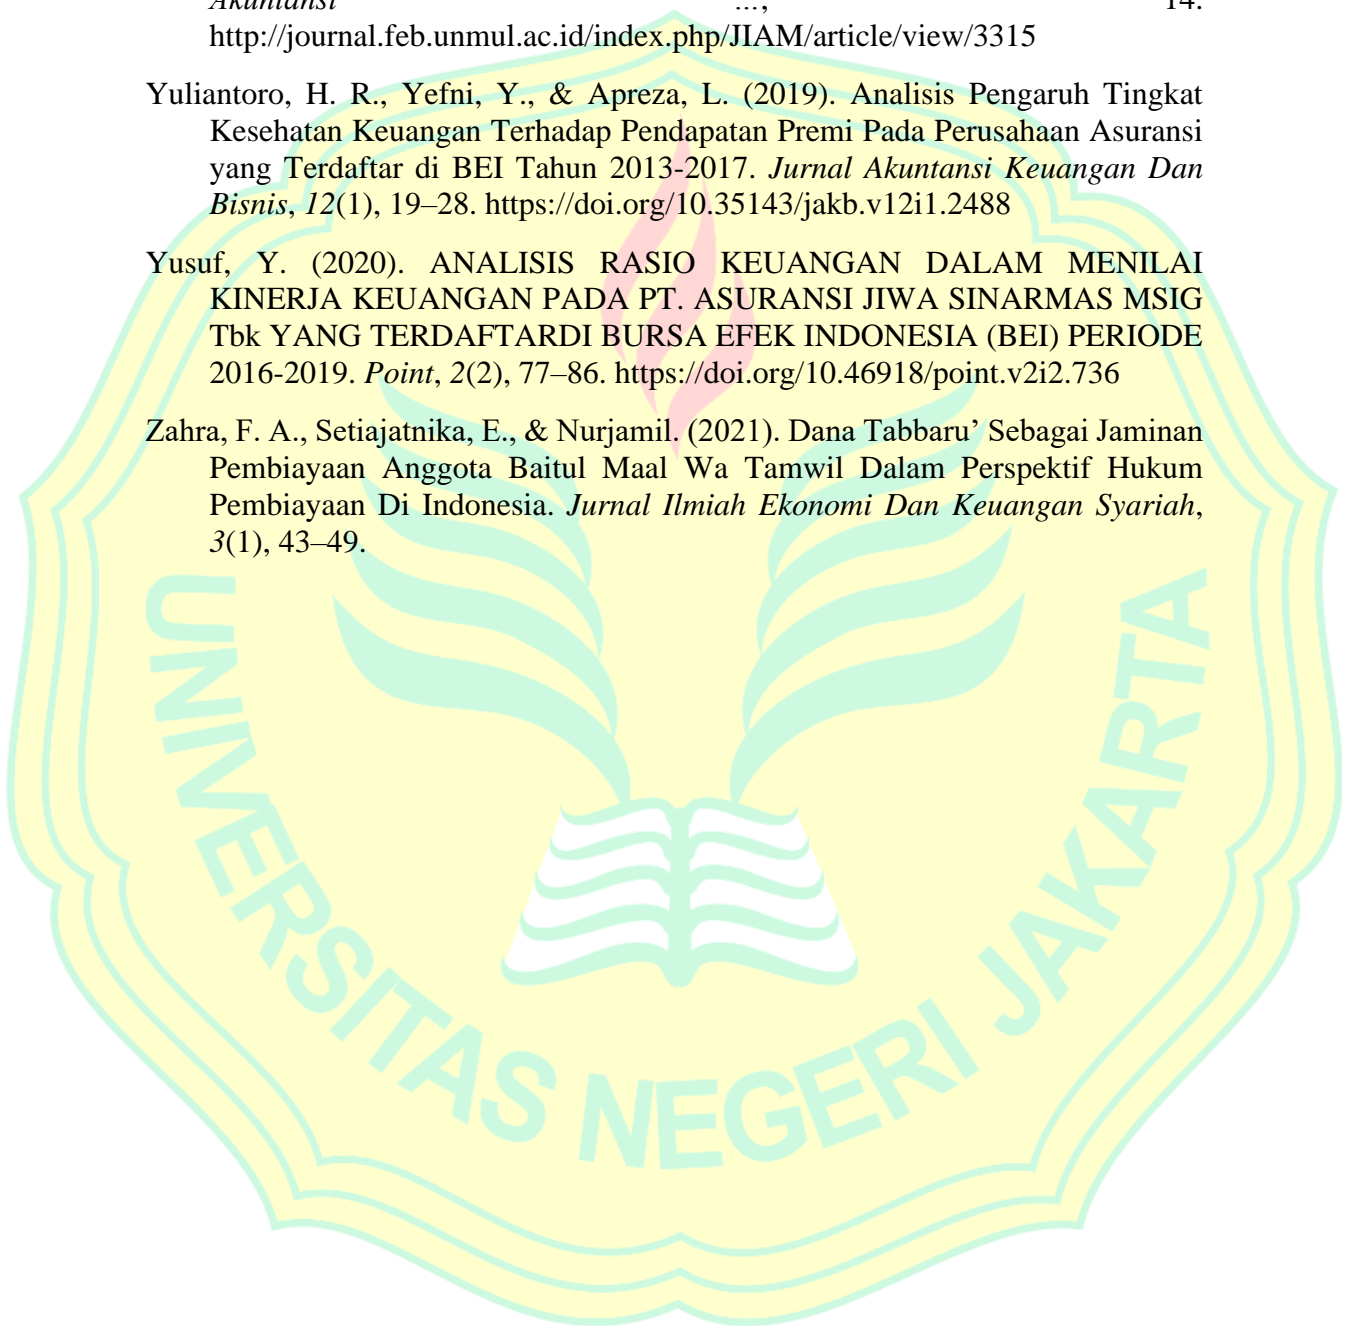 Akuntansi ..., 14.
http://journal.feb.unmul.ac.id/index.php/JIAM/article/view/3315
Yuliantoro, H. R., Yefni, Y., & Apreza, L. (2019). Analisis Pengaruh Tingkat
Kesehatan Keuangan Terhadap Pendapatan Premi Pada Perusahaan Asuransi
yang Terdaftar di BEI Tahun 2013-2017. Jurnal Akuntansi Keuangan Dan
Bisnis, 12(1), 19–28. https://doi.org/10.35143/jakb.v12i1.2488
Yusuf, Y. (2020). ANALISIS RASIO KEUANGAN DALAM MENILAI
KINERJA KEUANGAN PADA PT. ASURANSI JIWA SINARMAS MSIG
Tbk YANG TERDAFTARDI BURSA EFEK INDONESIA (BEI) PERIODE
2016-2019. Point, 2(2), 77–86. https://doi.org/10.46918/point.v2i2.736
Zahra, F. A., Setiajatnika, E., & Nurjamil. (2021). Dana Tabbaru’ Sebagai Jaminan
Pembiayaan Anggota Baitul Maal Wa Tamwil Dalam Perspektif Hukum
Pembiayaan Di Indonesia. Jurnal Ilmiah Ekonomi Dan Keuangan Syariah,
3(1), 43–49.
UNIVERSITAS NEGERI JAKARTA